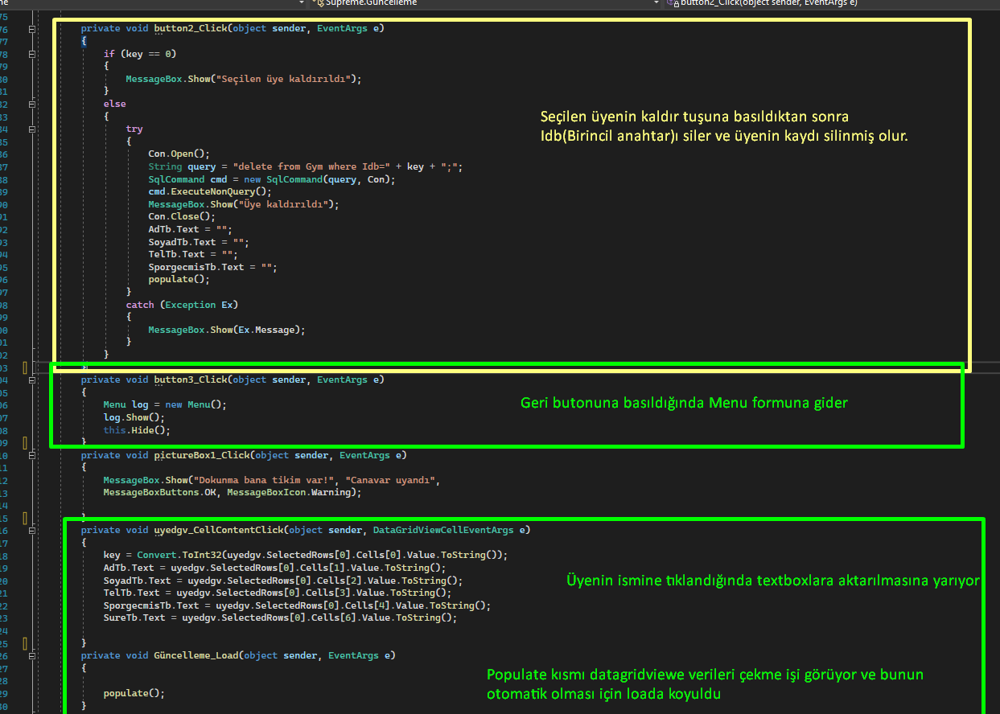 Supreme.Güncelleme
button2_Click(object sender, EventArgs e)
private void button2_Click(object sender, EventArgs e)
{
if (key == 0)
{
MessageBox.Show("Seçilen üye kaldırıldı");
}
else
{
try
{
Con.Open();
String query = "delete from Gym where Idb=" + key + ";";
SqlCommand cmd = new SqlCommand(query, Con);
cmd.ExecuteNonQuery();
MessageBox.Show("Üye kaldırıldı");
Con.Close();
AdTb.Text = "";
SoyadTb.Text = "";
TelTb.Text = "";
SporgecmisTb.Text = "";
populate();
}
catch (Exception Ex)
{
MessageBox.Show(Ex.Message);
}
}
}
Seçilen üyenin kaldır tuşuna basıldıktan sonra
Idb(Birincil anahtar)ı siler ve üyenin kaydı silinmiş olur.
private void button3_Click(object sender, EventArgs e)
{
Menu log = new Menu();
log.Show();
this.Hide();
}
Geri butonuna basıldığında Menu formuna gider
private void pictureBox1_Click(object sender, EventArgs e)
{
MessageBox.Show("Dokunma bana tikim var!", "Canavar uyandı",
MessageBoxButtons.OK, MessageBoxIcon.Warning);
}
private void uyedgv_CellContentClick(object sender, DataGridViewCellEventArgs e)
{
key = Convert.ToInt32(uyedgv.SelectedRows[0].Cells[0].Value.ToString());
AdTb.Text = uyedgv.SelectedRows[0].Cells[1].Value.ToString();
SoyadTb.Text = uyedgv.SelectedRows[0].Cells[2].Value.ToString();
TelTb.Text = uyedgv.SelectedRows[0].Cells[3].Value.ToString();
SporgecmisTb.Text = uyedgv.SelectedRows[0].Cells[4].Value.ToString();
SureTb.Text = uyedgv.SelectedRows[0].Cells[6].Value.ToString();
}
Üyenin ismine tıklandığında textboxlara aktarılmasına yarıyor
private void Güncelleme_Load(object sender, EventArgs e)
{
populate();
}
Populate kısmı datagridviewe verileri çekme işi görüyor ve bunun
otomatik olması için loada koyuldu